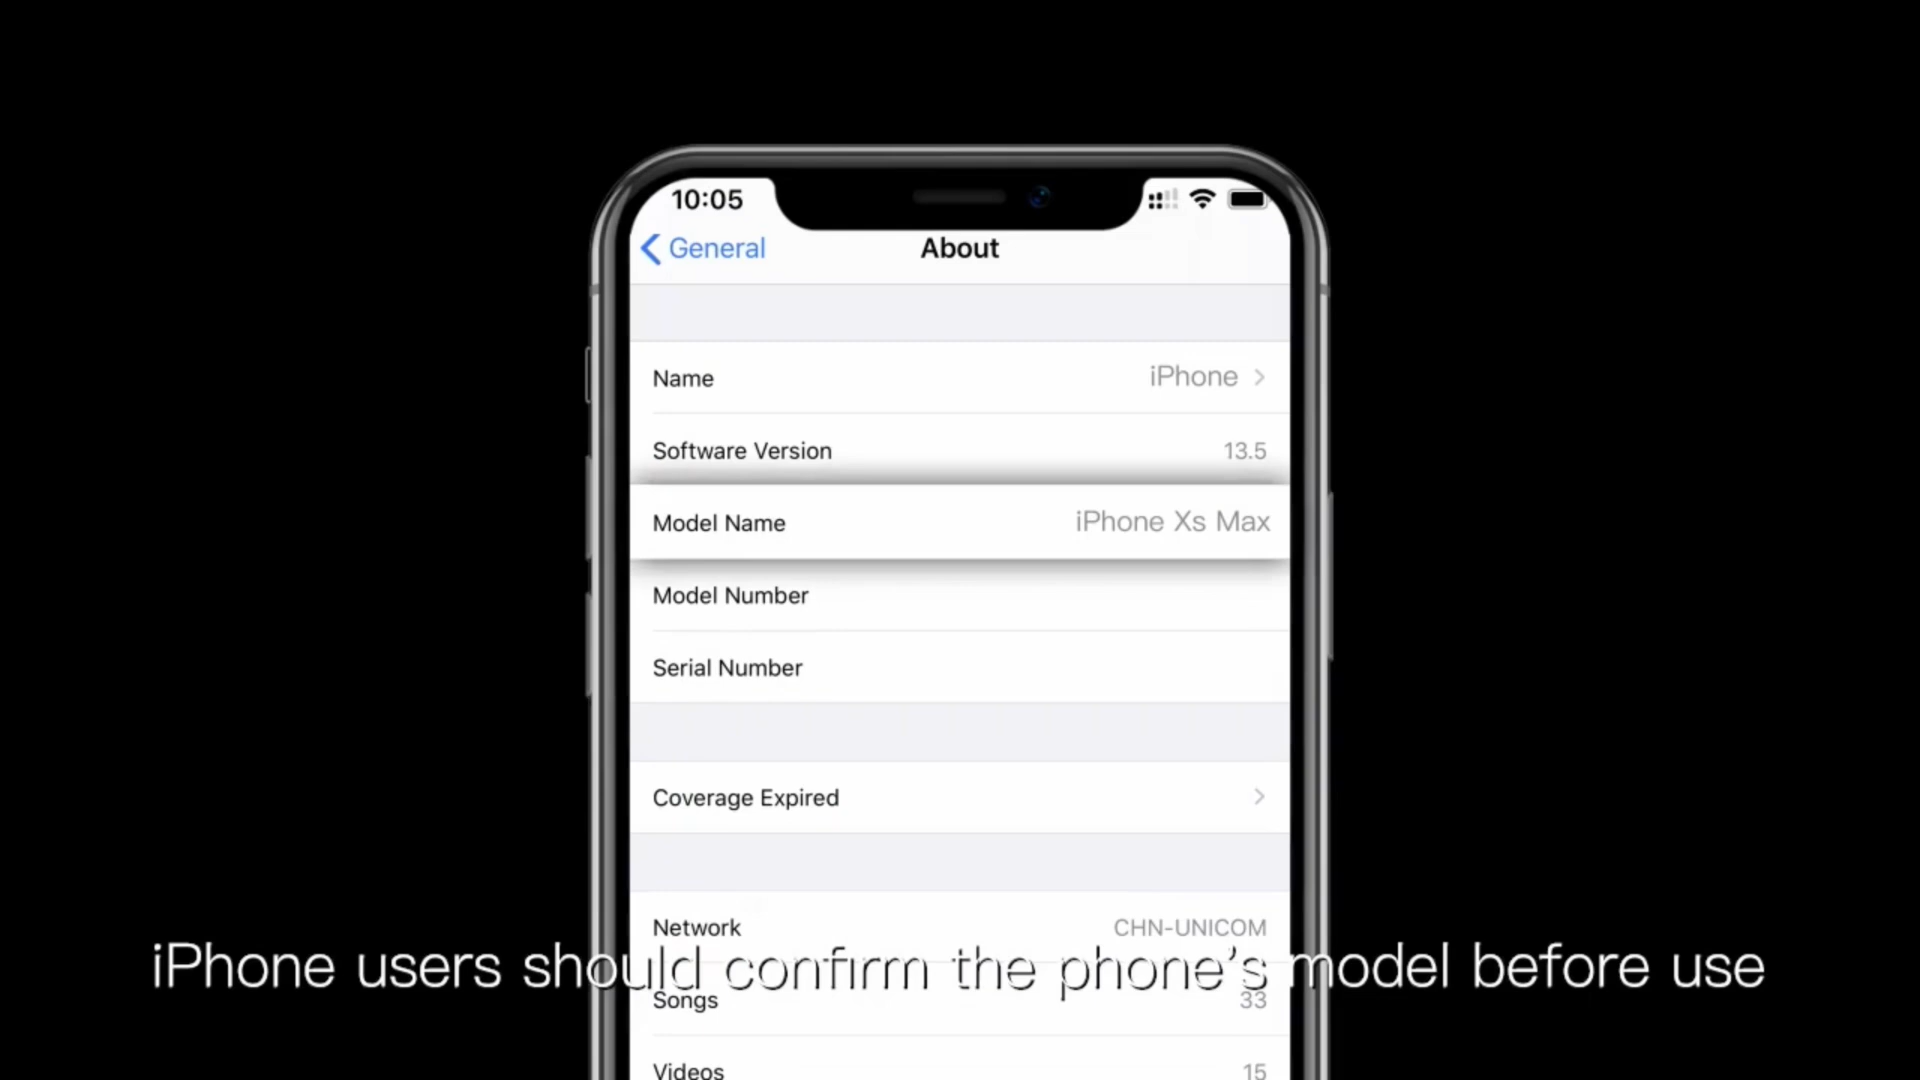 10:05
General
About
Name
iPhone
Software Version
13.5
Model Name
iPhone Xs Max
Model Number
Serial Number
Coverage Expired
Network
CHN-UNICOM
iPhone users should confirm the phone's model before use
Songs
33
Videos
15